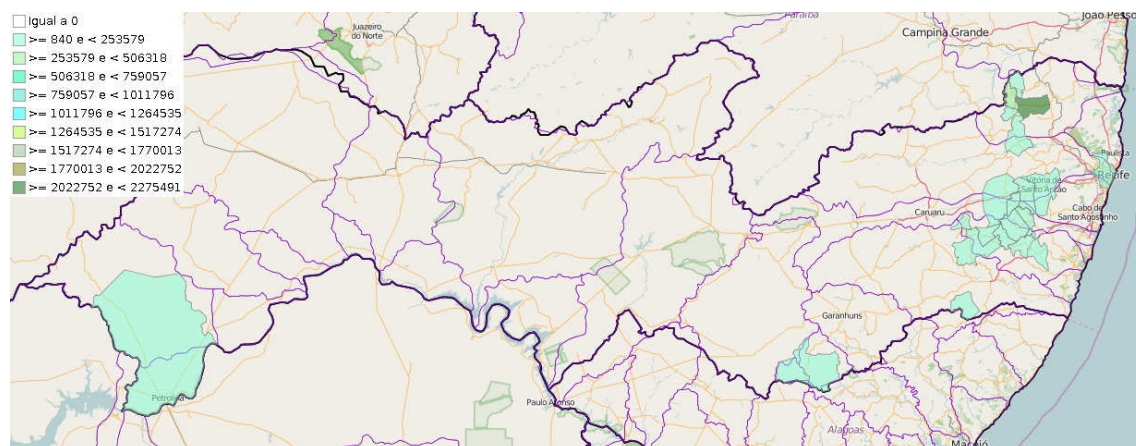 Igual a 0
>= 840 e < 253579
>= 253579 e < 506318
>= 506318 e < 759057
>= 759057 e < 1011796
>= 1011796 e < 1264535
>= 1264535 e < 1517274
>= 1517274 e < 1770013
>= 1770013 e < 2022752
>= 2022752 e < 2275491
Juazeiro
do Norte
Paraíba
João Pesso
Campina Grande
Paulista
Recife
Vitória de
Santo Antão
Caruaru
Cabo de
Santo Agostinho
Garanhuns
Petrolina
Paulo Afonso
Alagoas
Maceió